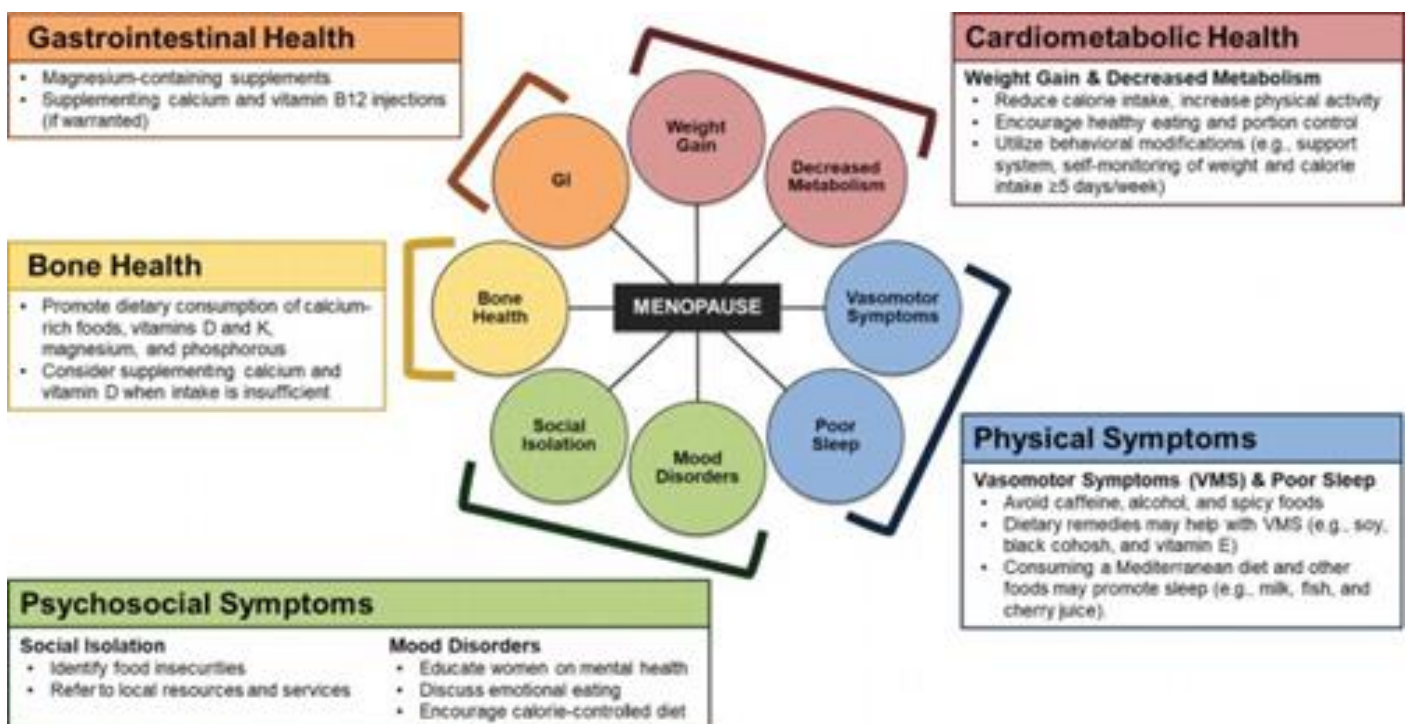 Gastrointestinal Health
• Magnesium-containing supplements
• Supplementing calcium and vitamin B12 injections
(if warranted)
Cardiometabolic Health
Weight Gain & Decreased Metabolism
• Reduce calorie intake, increase physical activity
• Encourage healthy eating and portion control
• Utilize behavioral modifications (e.g., support
system, self-monitoring of weight and calorie
intake ≥5 days/week)
Weight
Gain
Decreased
Metabolism
GI
Bone Health
• Promote dietary consumption of calcium-
rich foods, vitamins D and K,
magnesium, and phosphorous
• Consider supplementing calcium and
vitamin D when intake is insufficient
Bone
Health
MENOPAUSE
Vasomotor
Symptoms
Social
Isolation
Mood
Disorders
Poor
Sleep
Physical Symptoms
Vasomotor Symptoms (VMS) & Poor Sleep
• Avoid caffeine, alcohol, and spicy foods
• Dietary remedies may help with VMS (e.g., soy,
black cohosh, and vitamin E)
• Consuming a Mediterranean diet and other
foods may promote sleep (e.g., milk, fish, and
cherry juice).
Psychosocial Symptoms
Social Isolation
• Identify food insecurities
• Refer to local resources and services
Mood Disorders
• Educate women on mental health
• Discuss emotional eating
• Encourage calorie-controlled diet